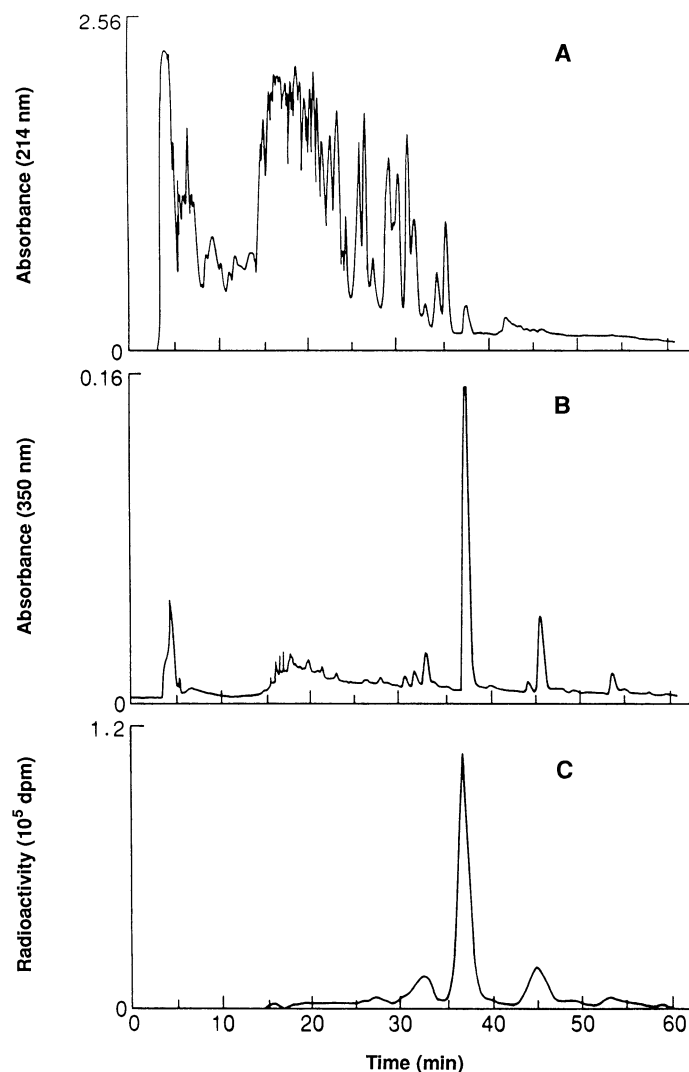 2.56
A
Absorbance (214 nm)
0
0.16
B
Absorbance (350 nm)
0
1.2
C
Radioactivity (10⁵ dpm)
0
0 10 20 30 40 50 60
Time (min)